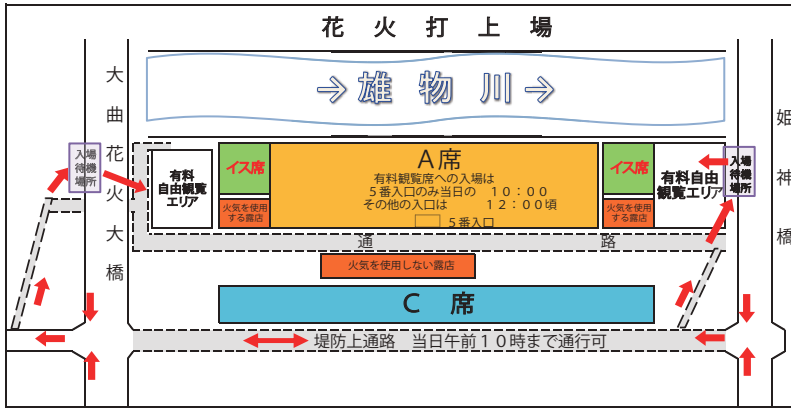 花火打上場
→雄物川→
大曲花火大橋
姫神橋
入場
待機
場所
有料
自由観覧
エリア
イス席
火気を使用
する露店
A席
有料観覧席への入場は
5番入口のみ当日の 10:00
その他の入口は 12:00頃
5番入口
イス席
火気を使用
する露店
有料自由
観覧エリア
入場
待機
場所
通路
火気を使用しない露店
C席
堤防上通路 当日午前10時まで通行可